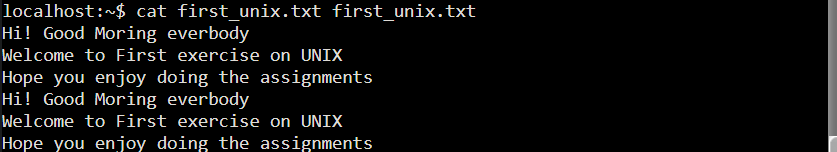 localhost:~$ cat first_unix.txt first_unix.txt
Hi! Good Moring everbody
Welcome to First exercise on UNIX
Hope you enjoy doing the assignments
Hi! Good Moring everbody
Welcome to First exercise on UNIX
Hope you enjoy doing the assignments